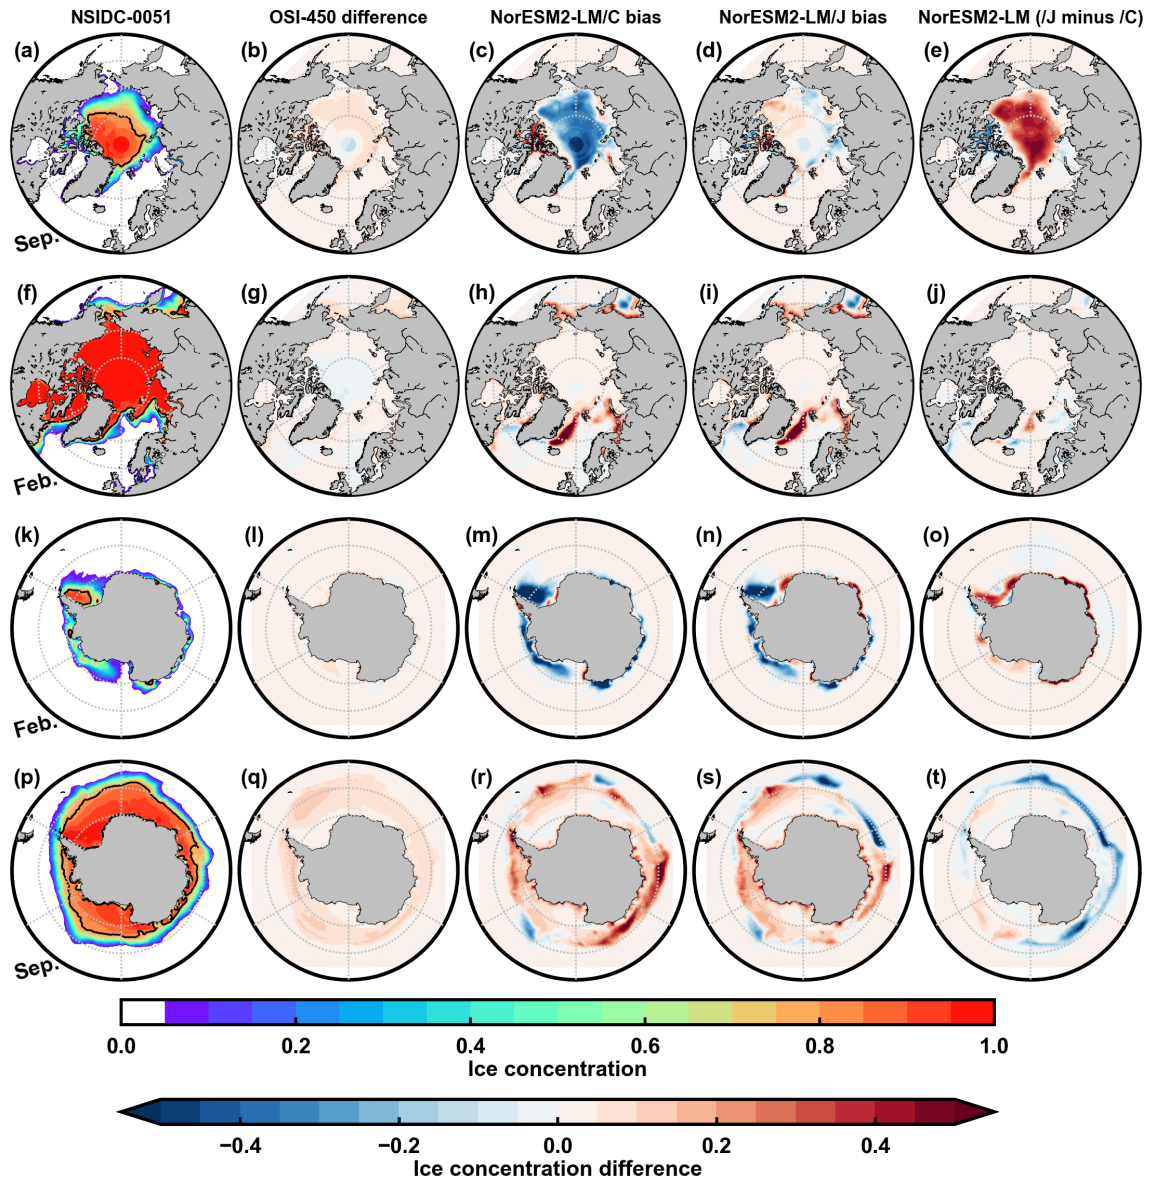 NSIDC-0051 OSI-450 difference NorESM2-LM/C bias NorESM2-LM/J bias NorESM2-LM (/J minus /C)
(a) (b) (c) (d) (e)
Sep.
(f) (g) (h) (i) (j)
Feb.
(k) (l) (m) (n) (o)
Feb.
(p) (q) (r) (s) (t)
Sep.
0.0 0.2 0.4 0.6 0.8 1.0
Ice concentration
−0.4 −0.2 0.0 0.2 0.4
Ice concentration difference